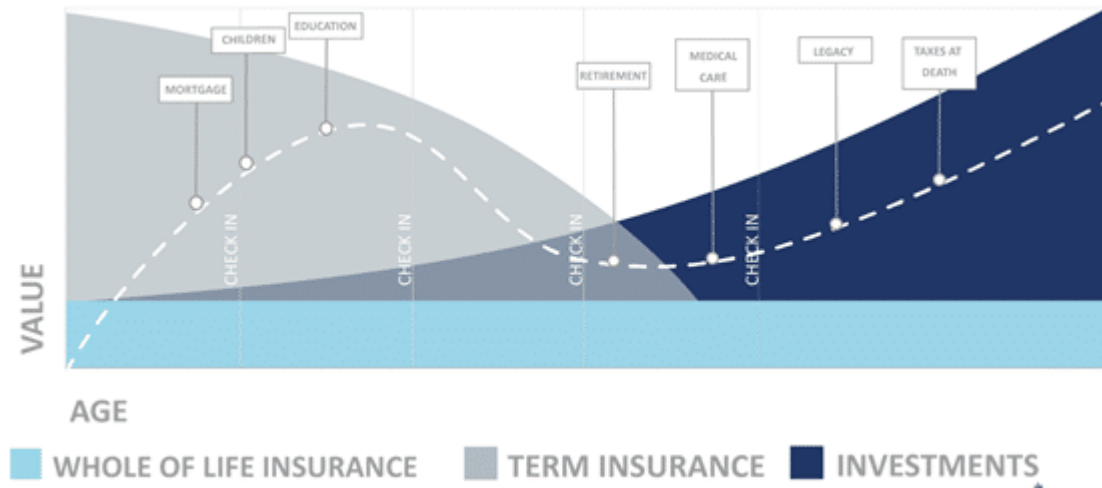 EDUCATION
CHILDREN
MORTGAGE
RETIREMENT
MEDICAL
CARE
LEGACY
TAXES AT
DEATH
CHECK IN
CHECK IN
CHECK IN
CHECK IN
VALUE
AGE
WHOLE OF LIFE INSURANCE
TERM INSURANCE
INVESTMENTS